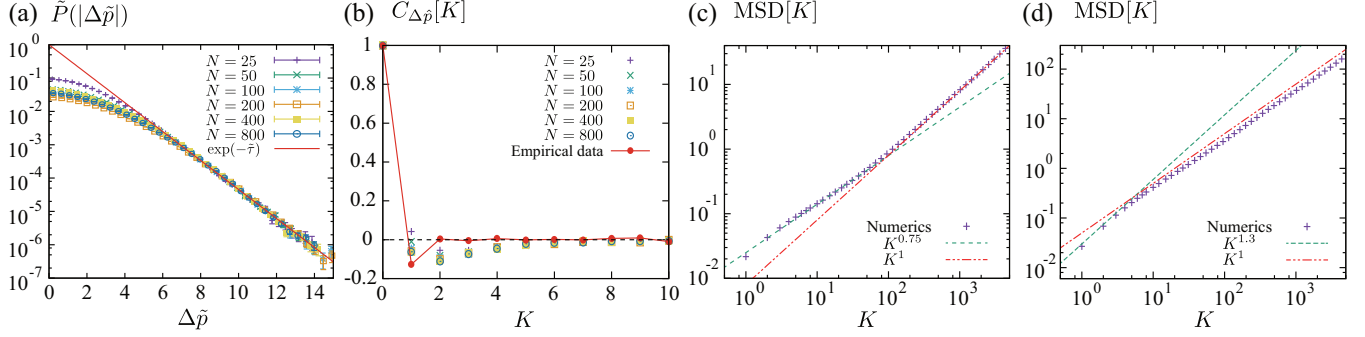 (a) P̃(|Δp̃|)
10^0
10^-1
10^-2
10^-3
10^-4
10^-5
10^-6
10^-7
N = 25
N = 50
N = 100
N = 200
N = 400
N = 800
exp(−τ̃)
0 2 4 6 8 10 12 14
Δp̃
(b) C_Δp̂[K]
1
0.8
0.6
0.4
0.2
0
-0.2
N = 25
N = 50
N = 100
N = 200
N = 400
N = 800
Empirical data
0 2 4 6 8 10
K
(c) MSD[K]
10^1
10^0
10^-1
10^-2
Numerics
K^0.75
K^1
10^0 10^1 10^2 10^3
K
(d) MSD[K]
10^2
10^1
10^0
10^-1
10^-2
Numerics
K^1.3
K^1
10^0 10^1 10^2 10^3
K